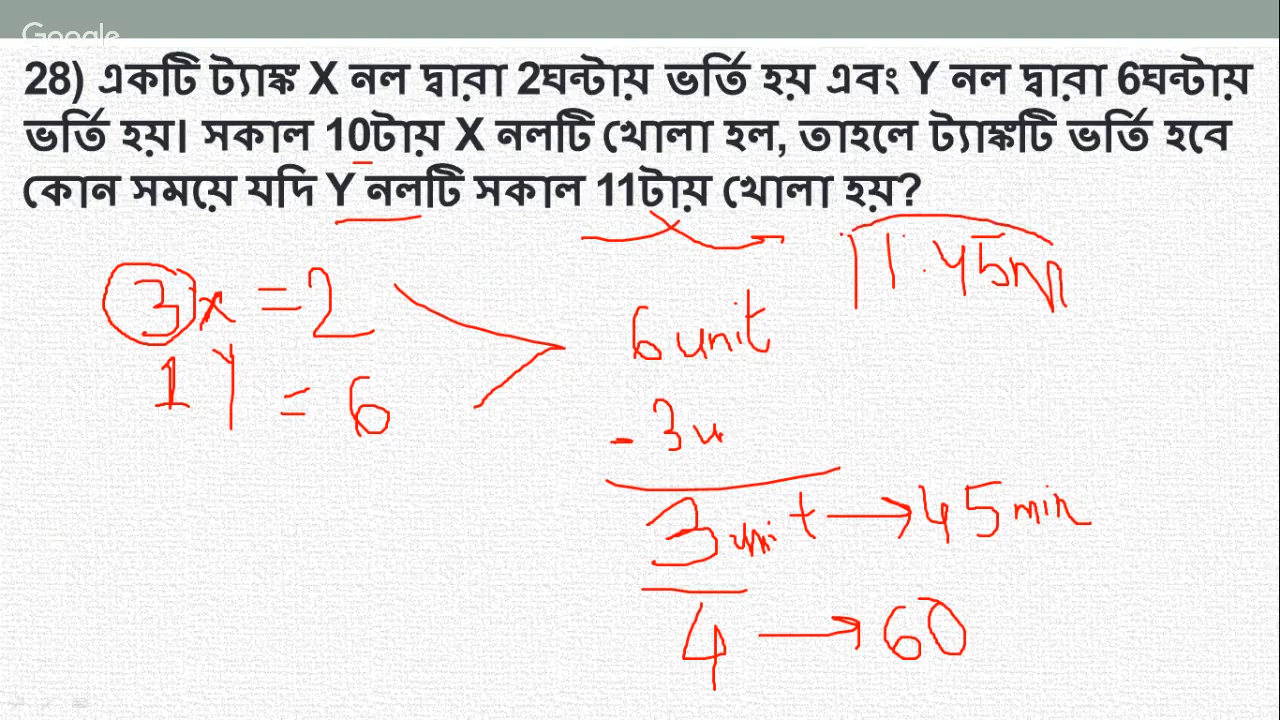 Google
28) একটি ট্যাঙ্ক X নল দ্বারা 2ঘন্টায় ভর্তি হয় এবং Y নল দ্বারা 6ঘন্টায়
ভর্তি হয়। সকাল 10টায় X নলটি খোলা হল, তাহলে ট্যাঙ্কটি ভর্তি হবে
কোন সময়ে যদি Y নলটি সকাল 11টায় খোলা হয়?
11:45
3x = 2
6 unit
1 Y = 6
- 3u
3 unit → 45 min
4 → 60